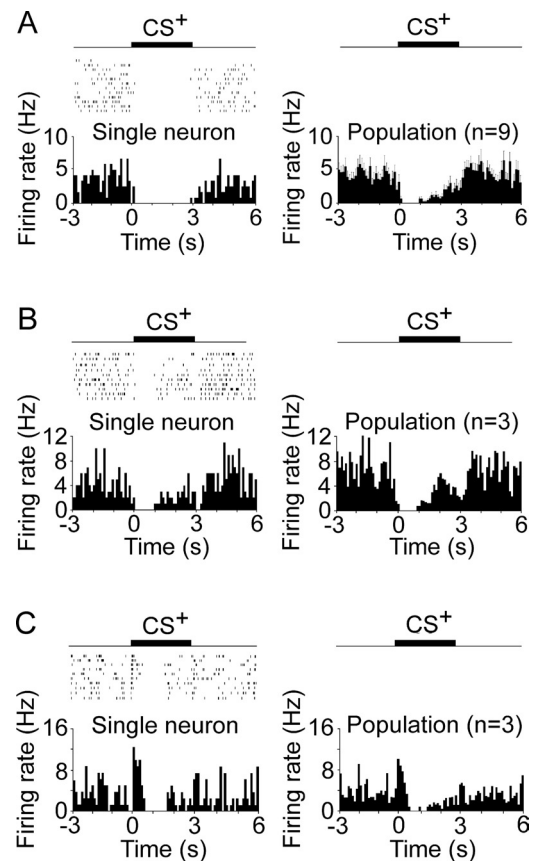 A
CS+ CS+
Single neuron Population (n=9)
Firing rate (Hz) 10 5 0 Firing rate (Hz) 10 5 0
-3 0 3 6 -3 0 3 6
Time (s) Time (s)
B
CS+ CS+
Single neuron Population (n=3)
Firing rate (Hz) 12 8 4 0 Firing rate (Hz) 12 8 4 0
-3 0 3 6 -3 0 3 6
Time (s) Time (s)
C
CS+ CS+
Single neuron Population (n=3)
Firing rate (Hz) 16 8 0 Firing rate (Hz) 16 8 0
-3 0 3 6 -3 0 3 6
Time (s) Time (s)